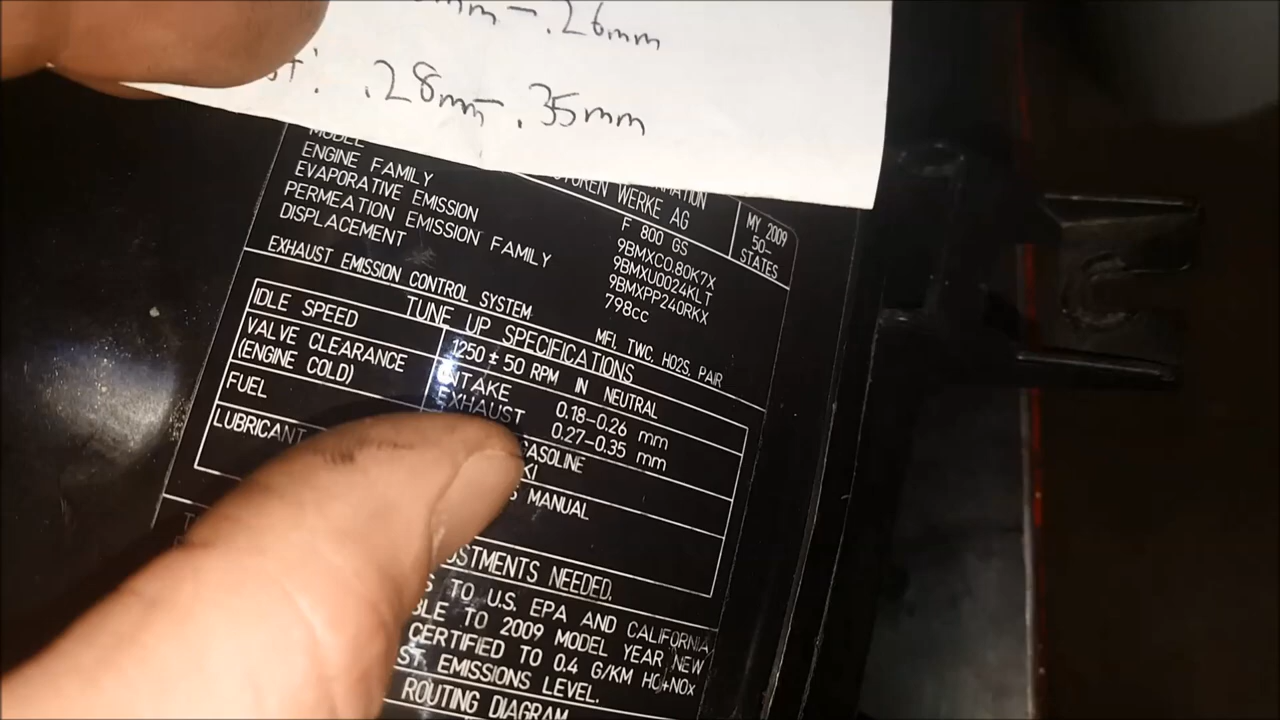 .26mm
.28mm-.35mm
MODEL
ENGINE FAMILY
EVAPORATIVE EMISSION
PERMEATION EMISSION FAMILY
DISPLACEMENT
WERKE AG
MY 2009
50-
STATES
F 800 GS
9BMXC0.80K7X
9BMXU0024KLT
9BMXPP240RKX
798cc
EXHAUST EMISSION CONTROL SYSTEM
MFI, TWC, HO2S, PAIR
TUNE UP SPECIFICATIONS
IDLE SPEED
1250 ± 50 RPM IN NEUTRAL
VALVE CLEARANCE
(ENGINE COLD)
INTAKE 0.18-0.26 mm
EXHAUST 0.27-0.35 mm
FUEL
GASOLINE
LUBRICANT
MANUAL
NEEDED.
TO U.S. EPA AND CALIFORNIA
TO 2009 MODEL YEAR NEW
CERTIFIED TO 0.4 G/KM HC+NOX
EMISSIONS LEVEL.
ROUTING DIAGRAM